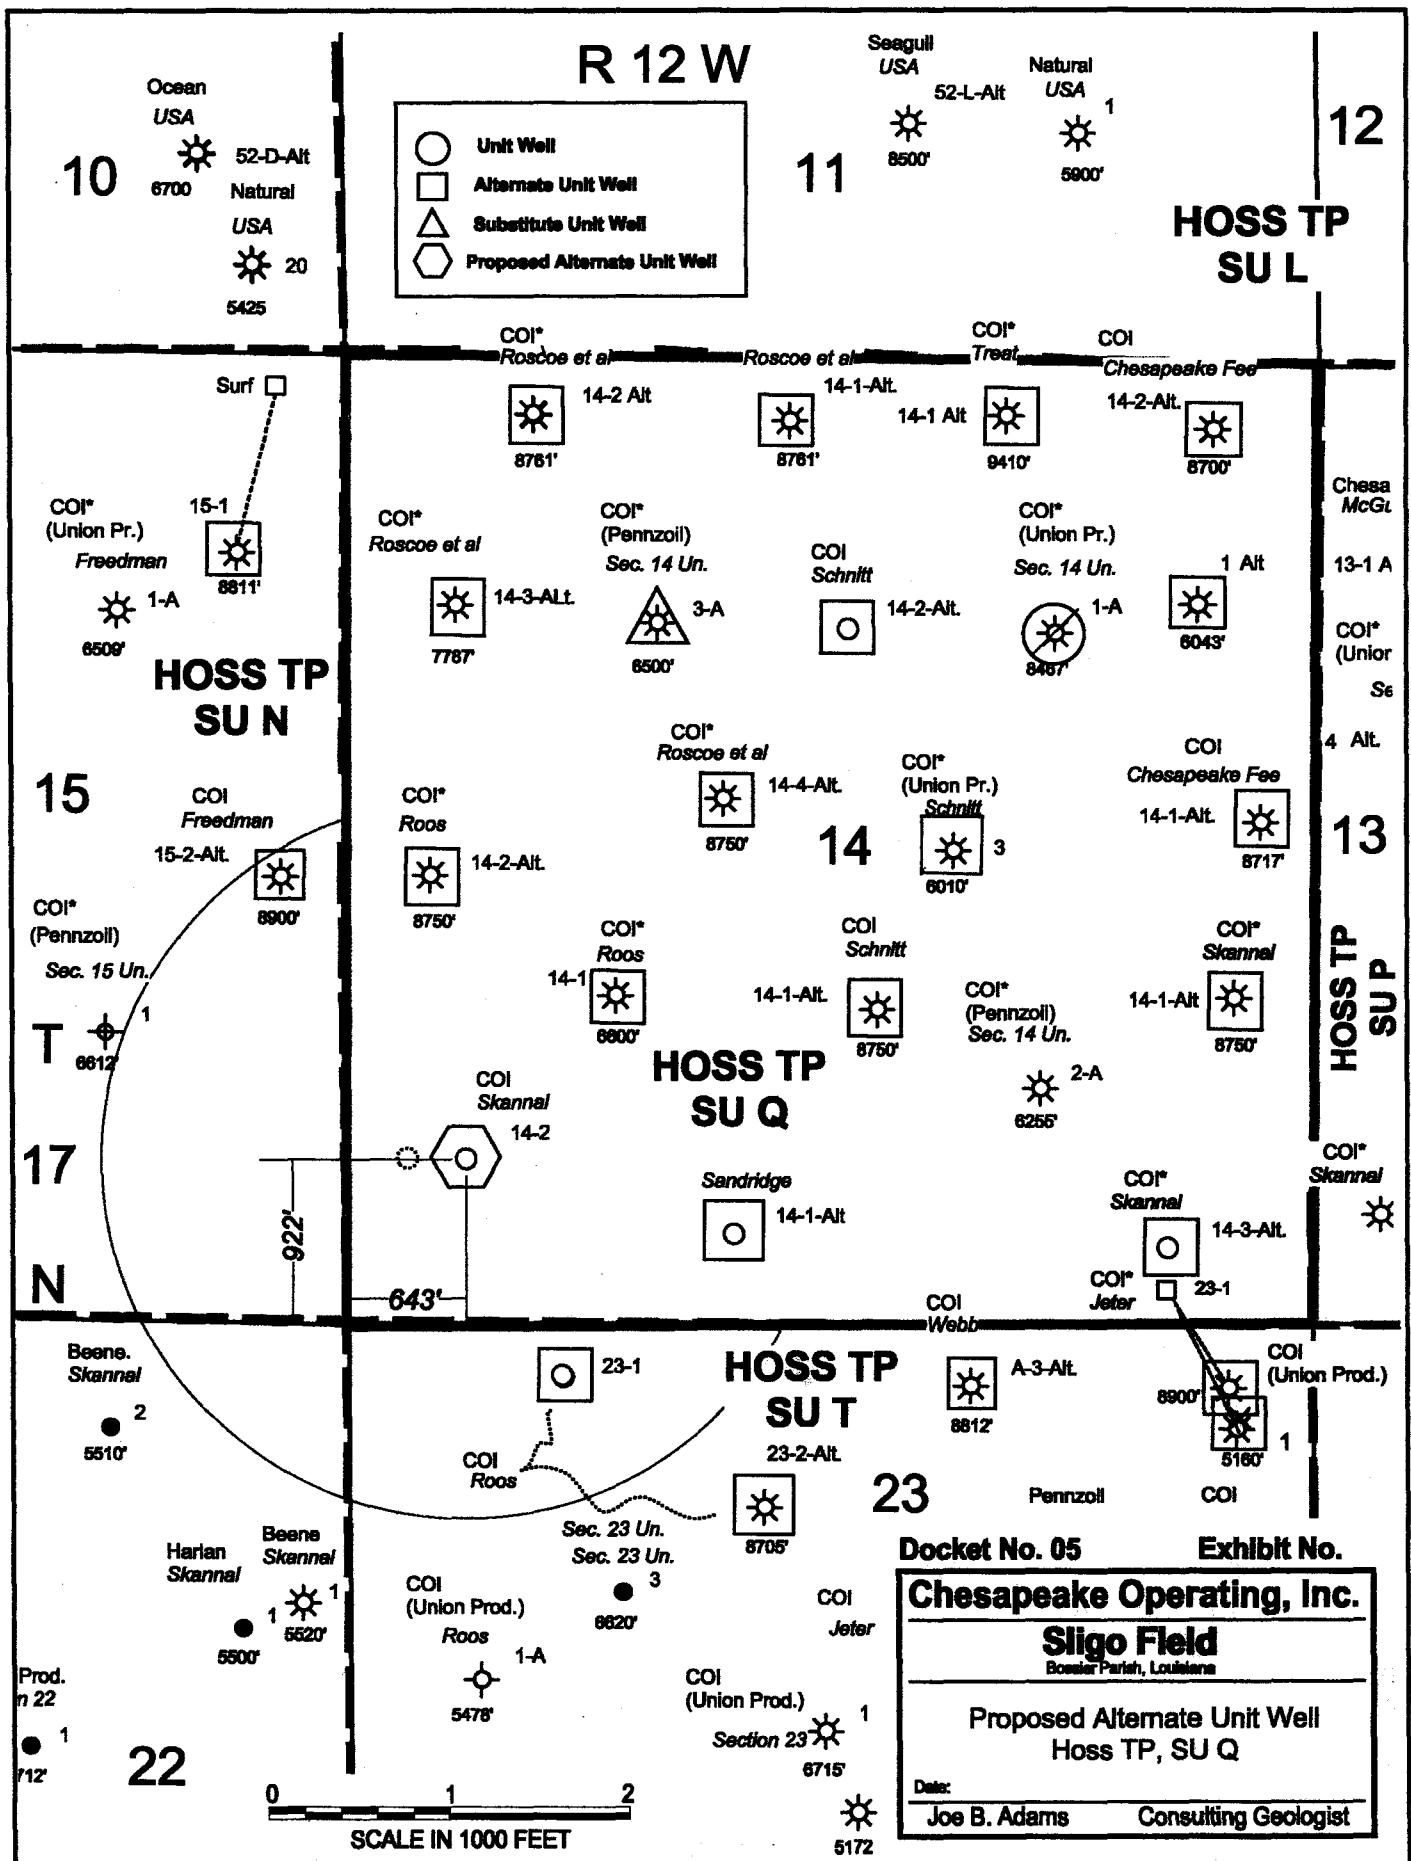 R 12 W
Ocean
USA
52-D-Alt
6700
10
Natural
USA
20
5425
Unit Well
Alternate Unit Well
Substitute Unit Well
Proposed Alternate Unit Well
Seagull
USA
52-L-Alt
8500'
11
Natural
USA
1
5900'
12
HOSS TP
SU L
COI*
Roscoe et al
14-2 Alt
8761'
Roscoe et al
14-1-Alt.
8761'
COI*
Treat
14-1 Alt
9410'
COI
Chesapeake Fee
14-2-Alt.
8700'
Surf
15-1
8811'
COI*
(Union Pr.)
Freedman
1-A
6509'
COI*
Roscoe et al
14-3-ALt.
7787'
COI*
(Pennzoil)
Sec. 14 Un.
3-A
6500'
COI
Schnitt
14-2-Alt.
COI*
(Union Pr.)
Sec. 14 Un.
1-A
8467'
1 Alt
6043'
Chesa
McGu
13-1 A
COI*
(Union
Se
4 Alt.
HOSS TP
SU N
15
COI
Freedman
15-2-Alt.
8900'
COI*
Roos
14-2-Alt.
8750'
COI*
Roscoe et al
14-4-Alt.
8750'
14
COI*
(Union Pr.)
Schnitt
3
6010'
COI
Chesapeake Fee
14-1-Alt.
8717'
13
COI*
(Pennzoil)
Sec. 15 Un.
1
6612'
COI*
Roos
14-1
6600'
COI
Schnitt
14-1-Alt.
8750'
COI*
(Pennzoil)
Sec. 14 Un.
2-A
6255'
COI*
Skannal
14-1-Alt
8750'
HOSS TP
SU P
T
17
N
HOSS TP
SU Q
COI
Skannal
14-2
922'
643'
Sandridge
14-1-Alt
COI*
Skannal
14-3-Alt.
COI*
Jeter
23-1
COI*
Skannal
Beene.
Skannal
2
5510'
23-1
COI
Roos
HOSS TP
SU T
23-2-Alt.
8705'
COI
Webb
A-3-Alt.
8812'
8900'
COI
(Union Prod.)
1
5160'
23
Pennzoil
COI
Sec. 23 Un.
Sec. 23 Un.
3
6620'
Harlan
Skannal
1
5500'
Beene
Skannal
1
5520'
COI
(Union Prod.)
Roos
1-A
5478'
COI
Jeter
COI
(Union Prod.)
Section 23
1
6715'
5172
Prod.
n 22
1
712'
22
0 1 2
SCALE IN 1000 FEET
Docket No. 05 Exhibit No.
Chesapeake Operating, Inc.
Sligo Field
Bossier Parish, Louisiana
Proposed Alternate Unit Well
Hoss TP, SU Q
Date:
Joe B. Adams Consulting Geologist